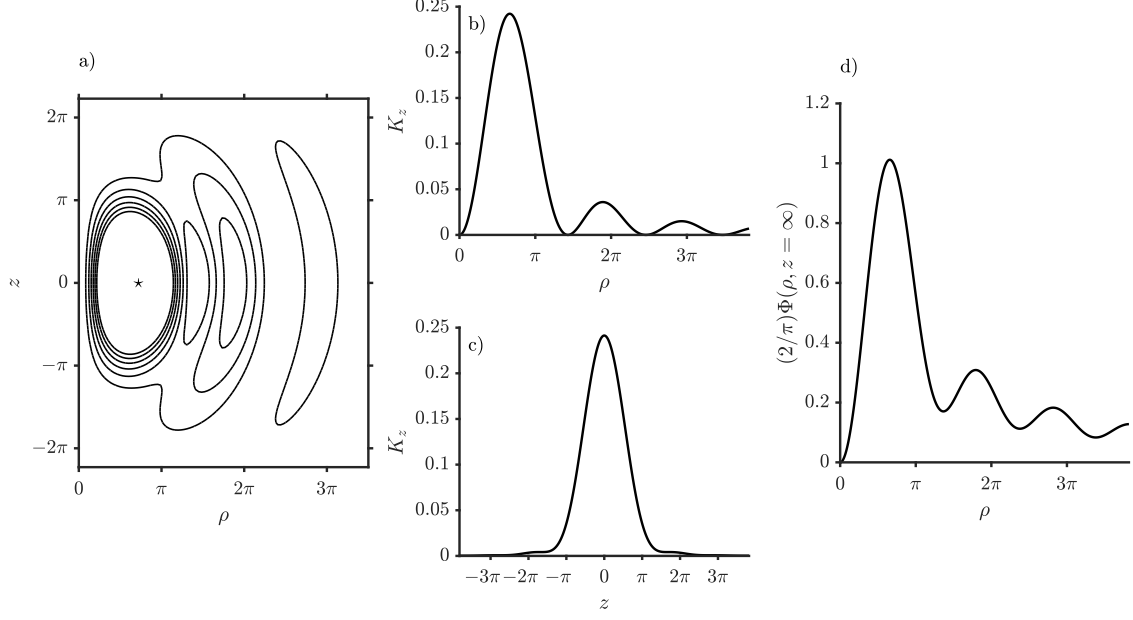 a)
2π
π
0
−π
−2π
z
0
π
2π
3π
ρ
b)
0.25
0.2
0.15
0.1
0.05
0
K_z
0
π
2π
3π
ρ
c)
0.25
0.2
0.15
0.1
0.05
0
K_z
−3π −2π −π 0 π 2π 3π
z
d)
1.2
1
0.8
0.6
0.4
0.2
0
(2/π)Φ(ρ, z = ∞)
0
π
2π
3π
ρ